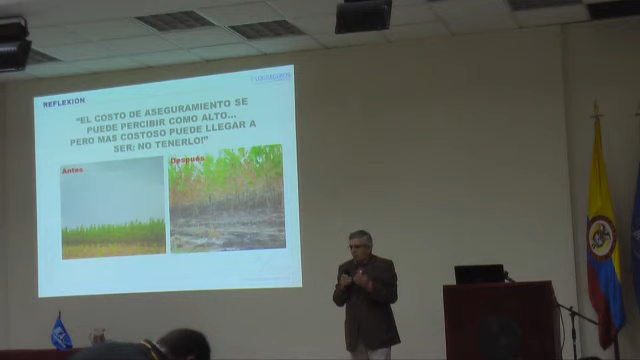 REFLEXIÓN
"EL COSTO DE ASEGURAMIENTO SE
PUEDE PERCIBIR COMO ALTO...
PERO MAS COSTOSO PUEDE LLEGAR A
SER; NO TENERLO!"
Antes
Después